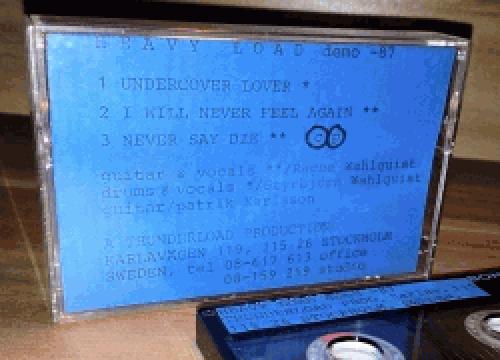 HEAVY LOAD demo -87
1 UNDERCOVER LOVER *
2 I WILL NEVER FEEL AGAIN **
3 NEVER SAY DIE **
guitar & vocals **/Ragne Wahlquist
drums & vocals */Styrbjörn Wahlquist
guitar/patrik Karlsson
A THUNDERLOAD PRODUCTION
KARLAVÄGEN 119, 115 26 STOCKHOLM
SWEDEN, tel 08-617 613 office
08-159 259 studio